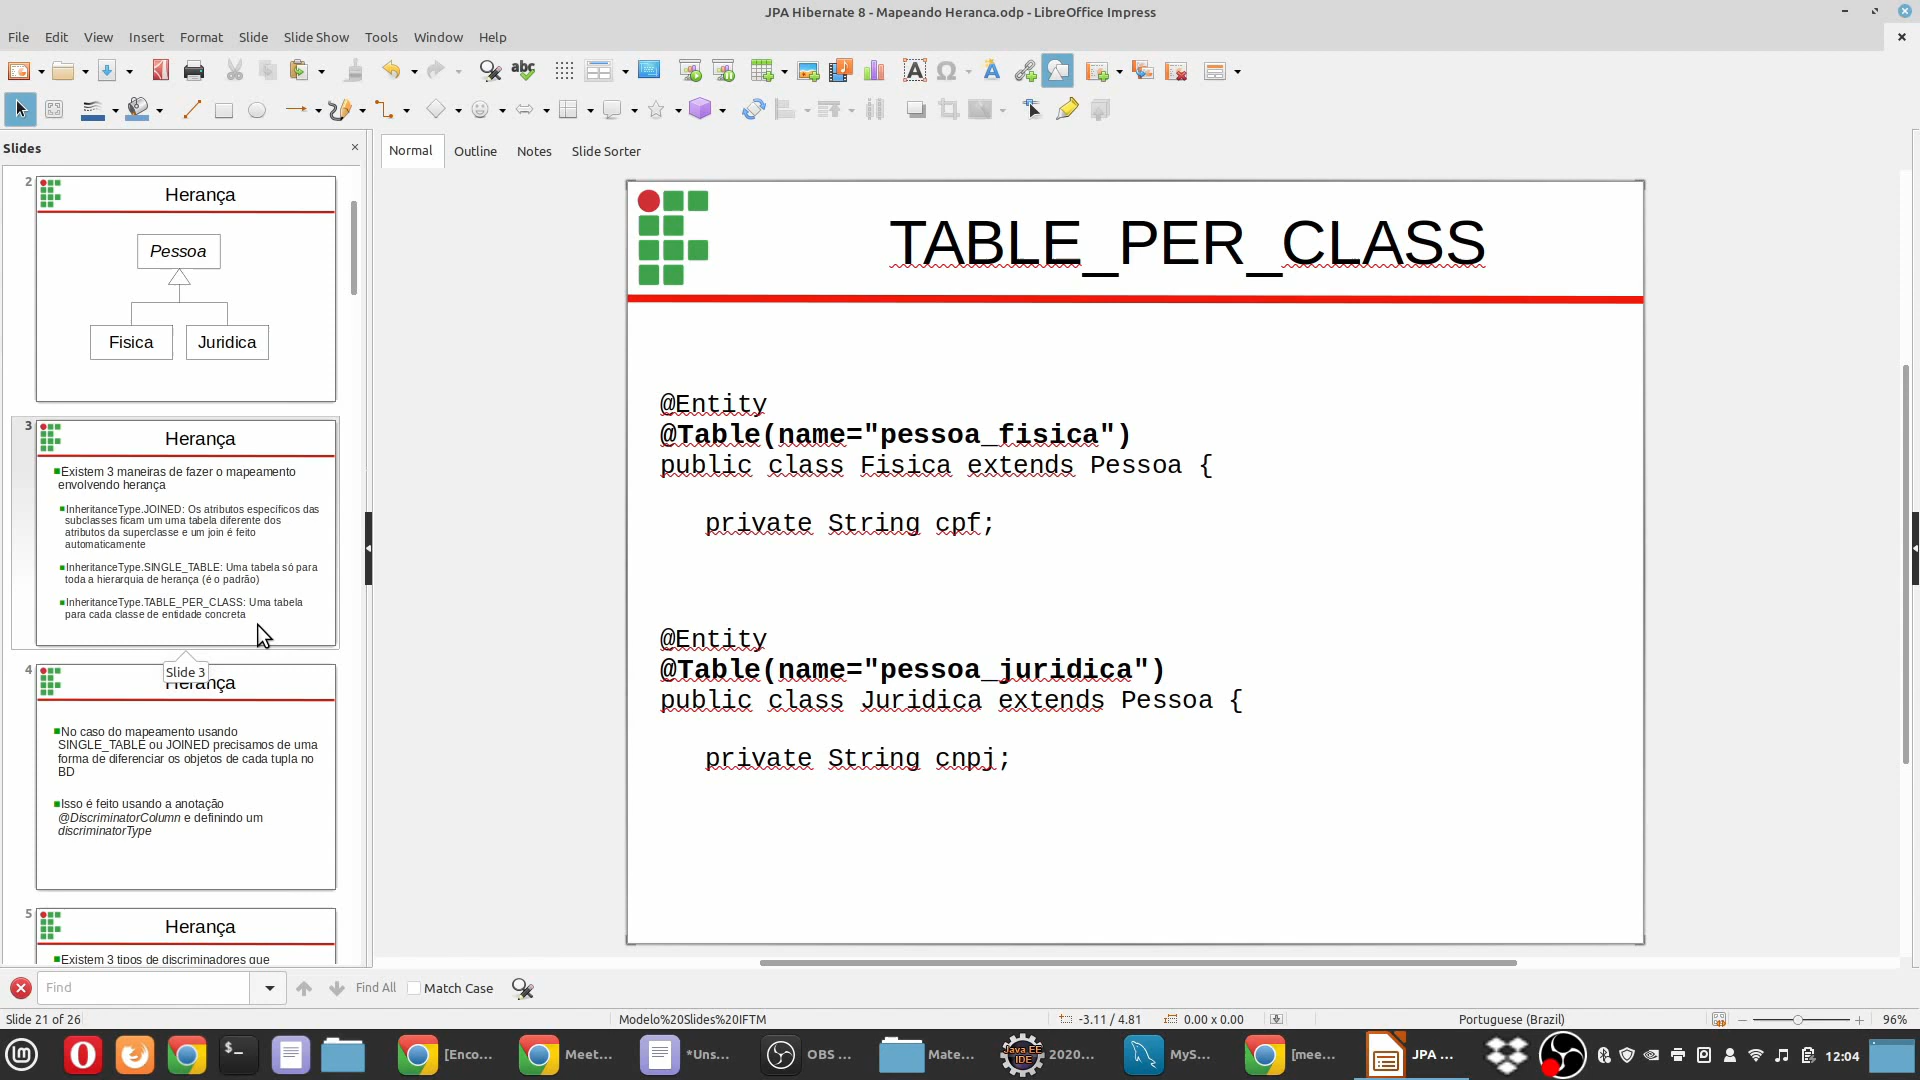 JPA Hibernate 8 - Mapeando Heranca.odp - LibreOffice Impress
File Edit View Insert Format Slide Slide Show Tools Window Help
Slides
Normal Outline Notes Slide Sorter
2
Herança
Pessoa
Fisica Juridica
3
Herança
Existem 3 maneiras de fazer o mapeamento
envolvendo herança
InheritanceType.JOINED: Os atributos específicos das
subclasses ficam um uma tabela diferente dos
atributos da superclasse e um join é feito
automaticamente
InheritanceType.SINGLE_TABLE: Uma tabela só para
toda a hierarquia de herança (é o padrão)
InheritanceType.TABLE_PER_CLASS: Uma tabela
para cada classe de entidade concreta
Slide 3
4
Herança
No caso do mapeamento usando
SINGLE_TABLE ou JOINED precisamos de uma
forma de diferenciar os objetos de cada tupla no
BD
Isso é feito usando a anotação
@DiscriminatorColumn e definindo um
discriminatorType
5
Herança
Existem 3 tipos de discriminadores que
TABLE_PER_CLASS
@Entity
@Table(name="pessoa_fisica")
public class Fisica extends Pessoa {
private String cpf;
@Entity
@Table(name="pessoa_juridica")
public class Juridica extends Pessoa {
private String cnpj;
Find
Find All
Match Case
Slide 21 of 26
Modelo%20Slides%20IFTM
-3.11 / 4.81
0.00 x 0.00
Portuguese (Brazil)
96%
[Enco...
Meet...
*Uns...
OBS ...
Mate...
Java EE
IDE
2020...
MyS...
[mee...
JPA ...
12:04